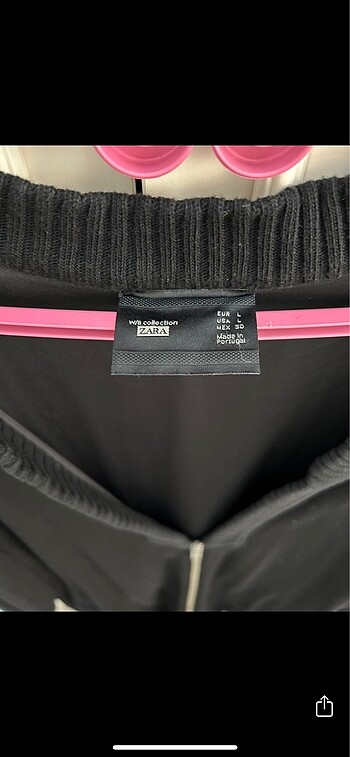 W/B collection
ZARA
EUR L
USA L
MEX 30
Made in
Portugal